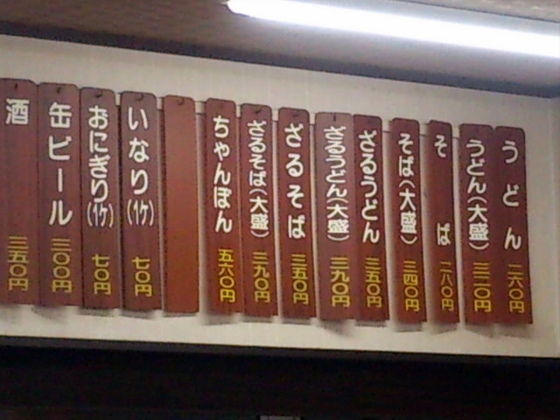 うどん 二六〇円
うどん(大盛) 三二〇円
そば 二八〇円
そば(大盛) 三四〇円
ざるうどん 三五〇円
ざるうどん(大盛) 三九〇円
ざるそば 三五〇円
ざるそば(大盛) 三九〇円
ちゃんぽん 五六〇円
いなり(1ケ) 七〇円
おにぎり(1ケ) 七〇円
缶ビール 三〇〇円
酒 三五〇円